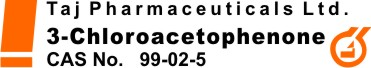 Taj Pharmaceuticals Ltd.
3-Chloroacetophenone
CAS No. 99-02-5